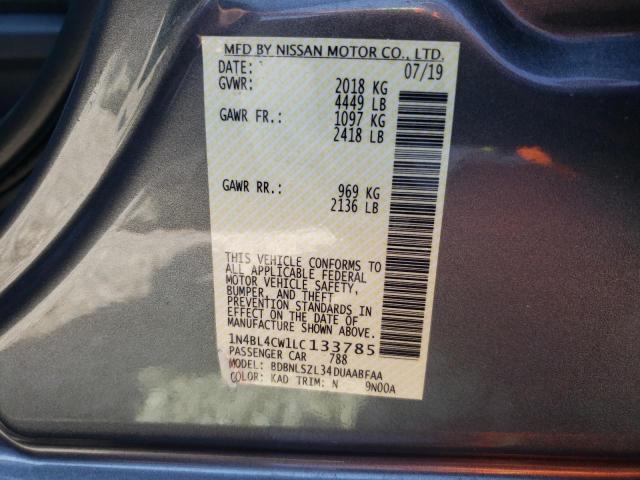 MFD BY NISSAN MOTOR CO., LTD.
DATE: 07/19
GVWR: 2018 KG
4449 LB
GAWR FR.: 1097 KG
2418 LB
GAWR RR.: 969 KG
2136 LB
THIS VEHICLE CONFORMS TO
ALL APPLICABLE FEDERAL
MOTOR VEHICLE SAFETY,
BUMPER, AND THEFT
PREVENTION STANDARDS IN
EFFECT ON THE DATE OF
MANUFACTURE SHOWN ABOVE.
1N4BL4CW1LC133785
PASSENGER CAR 788
MODEL: BDBNLSZL34DUAABFAA
COLOR: KAD TRIM: N 9N00A